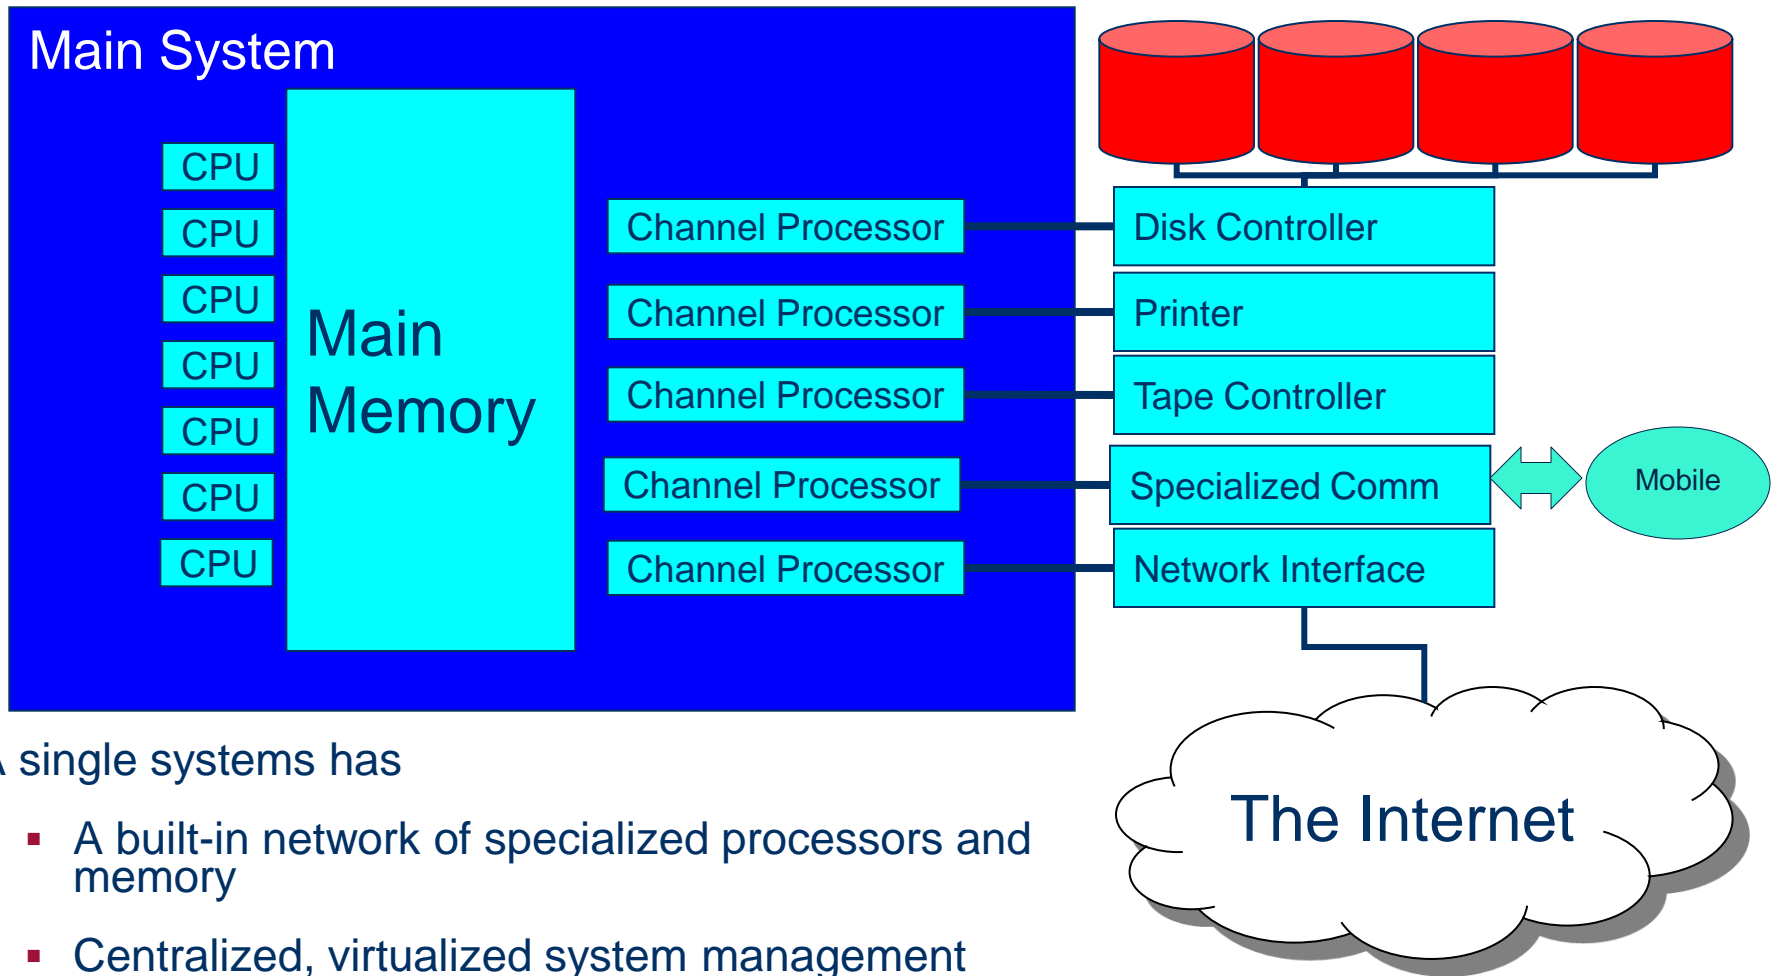 Main System
CPU
CPU
CPU
CPU
CPU
CPU
CPU
Main
Memory
Channel Processor
Channel Processor
Channel Processor
Channel Processor
Channel Processor
Disk Controller
Printer
Tape Controller
Specialized Comm
Network Interface
Mobile
The Internet
A single systems has
▪ A built-in network of specialized processors and
memory
▪ Centralized, virtualized system management